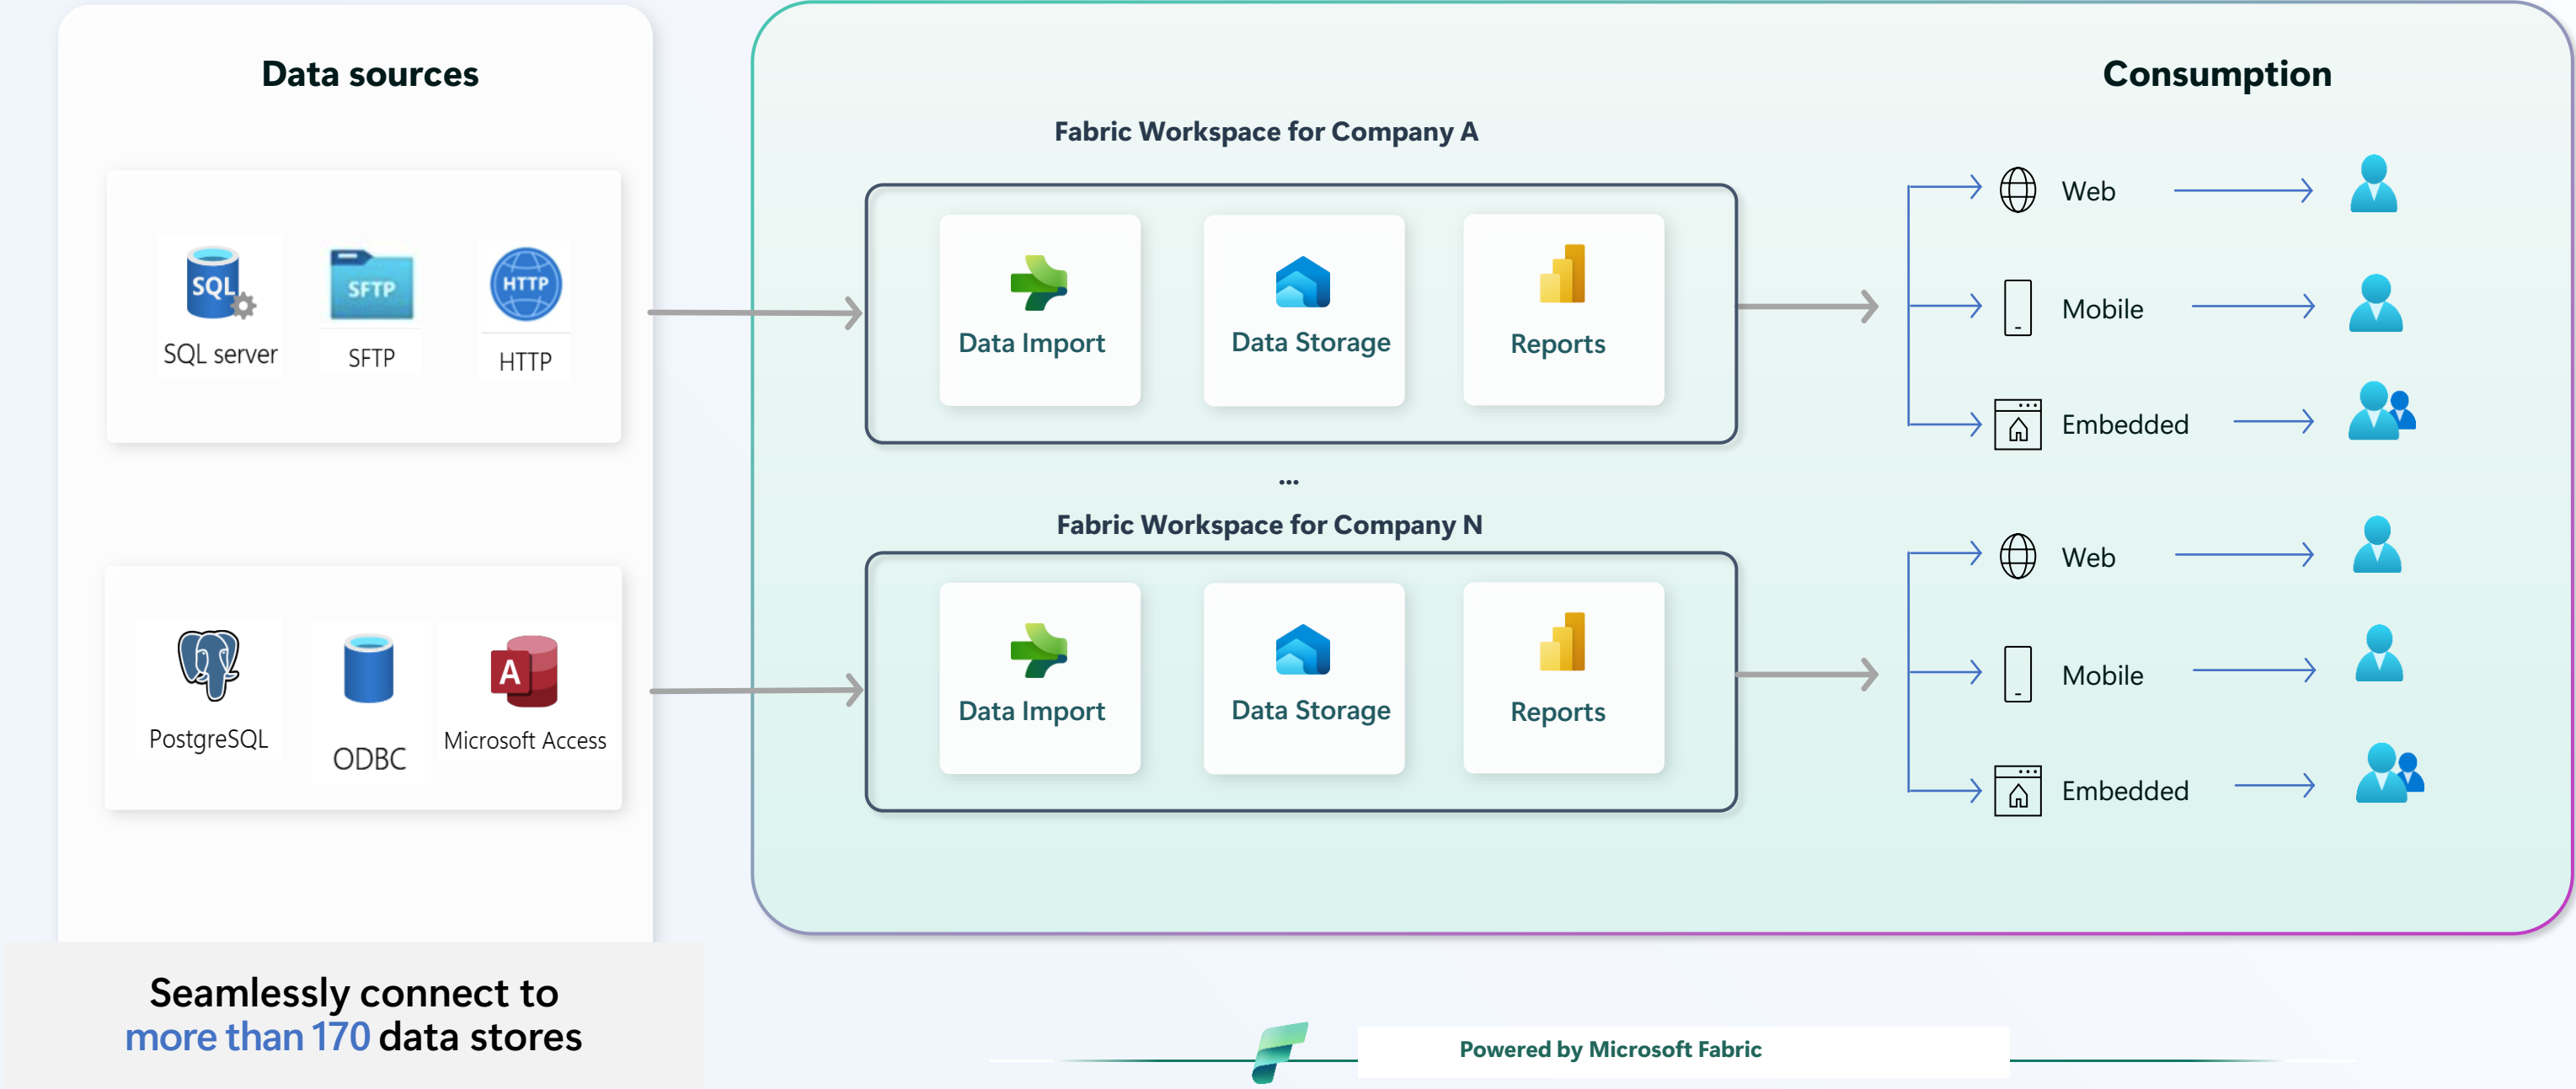 Data sources
SQL
SQL server
SFTP
SFTP
HTTP
HTTP
PostgreSQL
ODBC
A
Microsoft Access
Seamlessly connect to
more than 170 data stores
Fabric Workspace for Company A
Data Import
Data Storage
Reports
...
Fabric Workspace for Company N
Data Import
Data Storage
Reports
Consumption
Web
Mobile
Embedded
Web
Mobile
Embedded
Powered by Microsoft Fabric